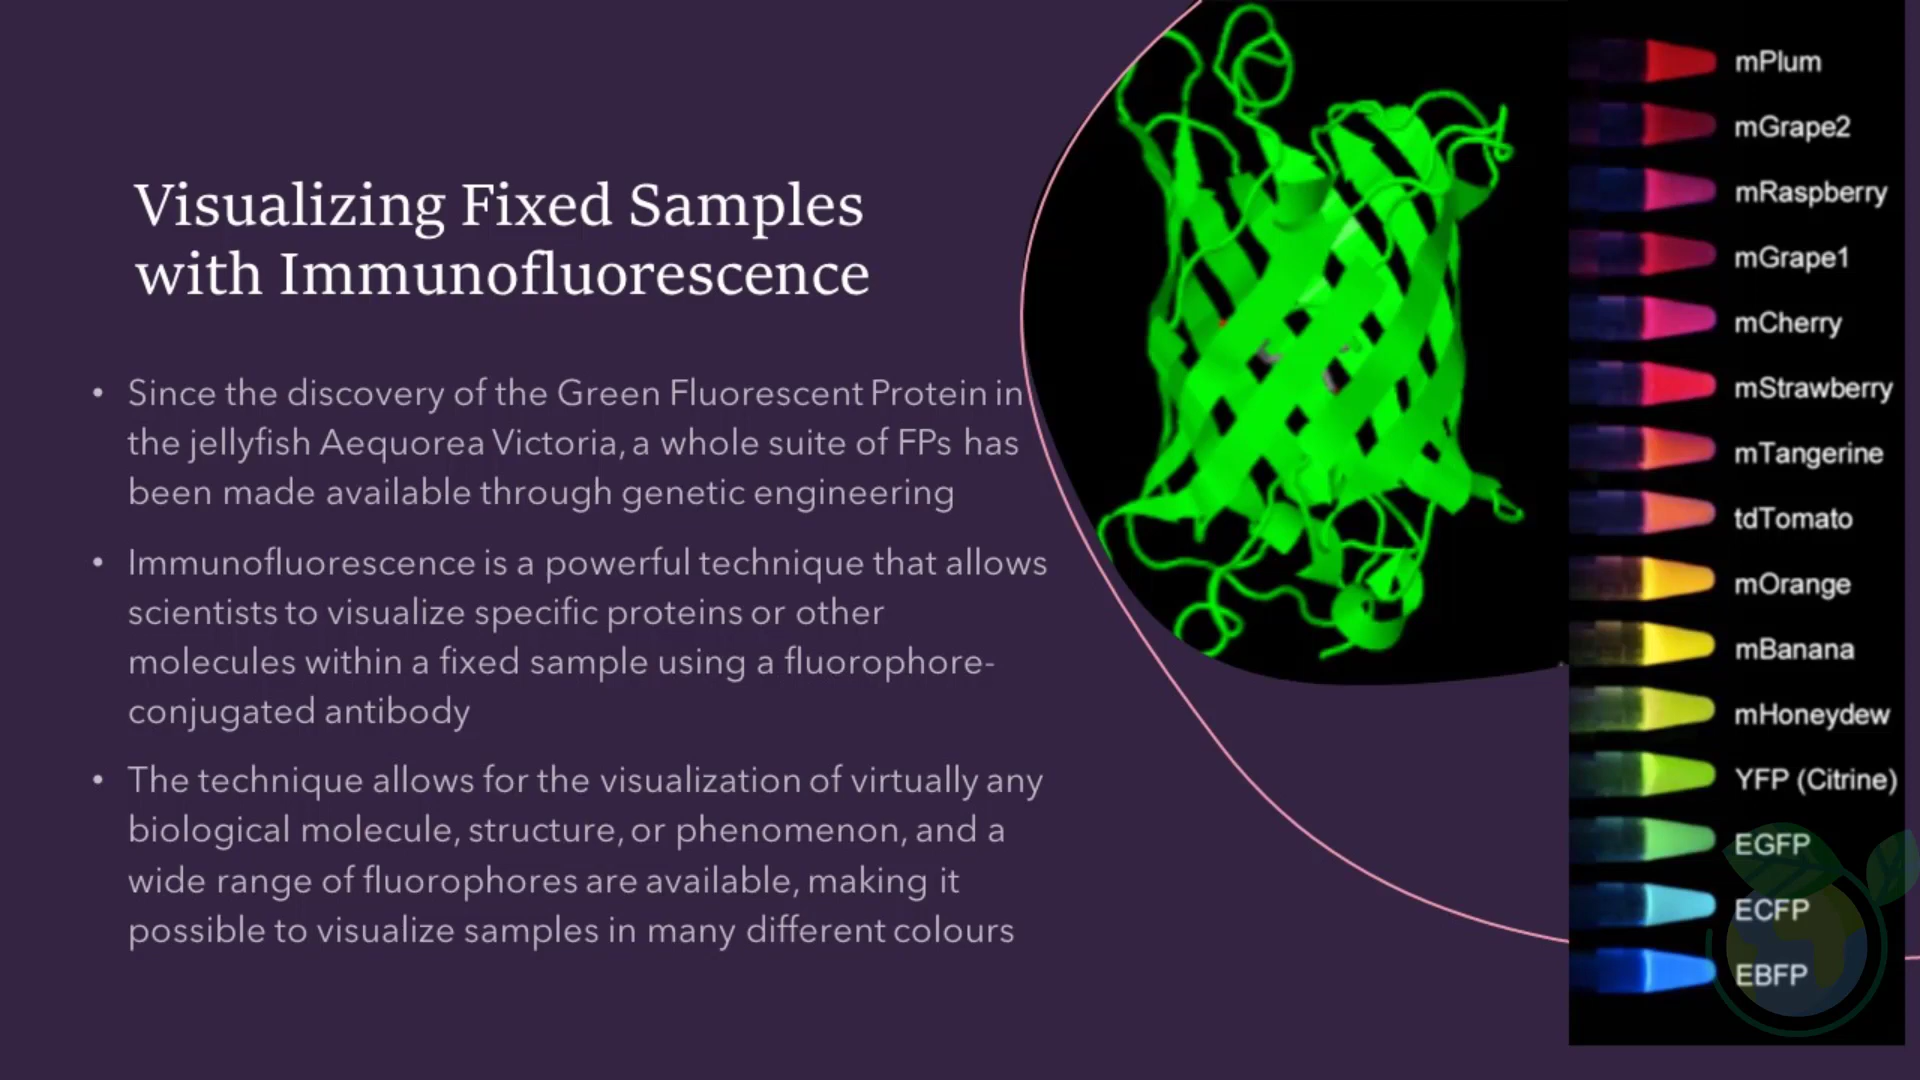 Visualizing Fixed Samples
with Immunofluorescence
• Since the discovery of the Green Fluorescent Protein in
the jellyfish Aequorea Victoria, a whole suite of FPs has
been made available through genetic engineering
• Immunofluorescence is a powerful technique that allows
scientists to visualize specific proteins or other
molecules within a fixed sample using a fluorophore-
conjugated antibody
• The technique allows for the visualization of virtually any
biological molecule, structure, or phenomenon, and a
wide range of fluorophores are available, making it
possible to visualize samples in many different colours
mPlum
mGrape2
mRaspberry
mGrape1
mCherry
mStrawberry
mTangerine
tdTomato
mOrange
mBanana
mHoneydew
YFP (Citrine)
EGFP
ECFP
EBFP